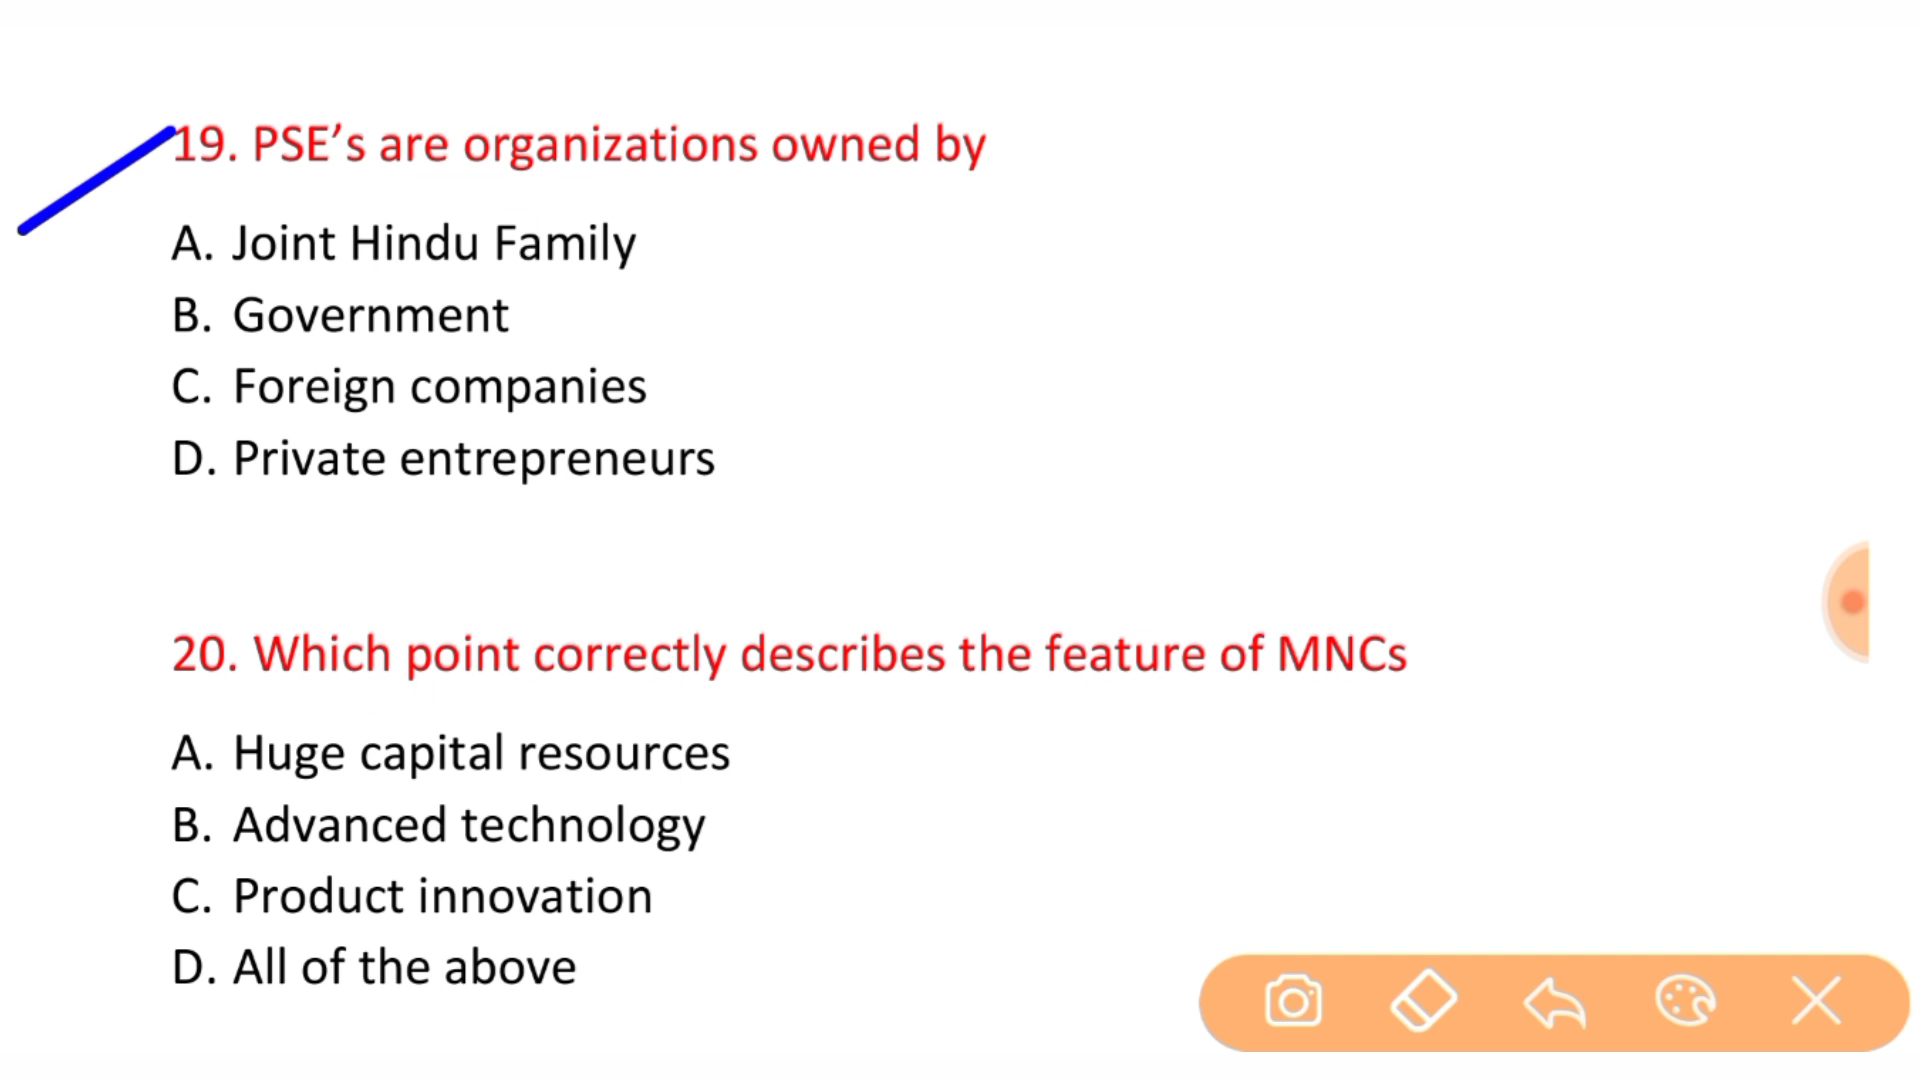 19. PSE’s are organizations owned by
A. Joint Hindu Family
B. Government
C. Foreign companies
D. Private entrepreneurs
20. Which point correctly describes the feature of MNCs
A. Huge capital resources
B. Advanced technology
C. Product innovation
D. All of the above